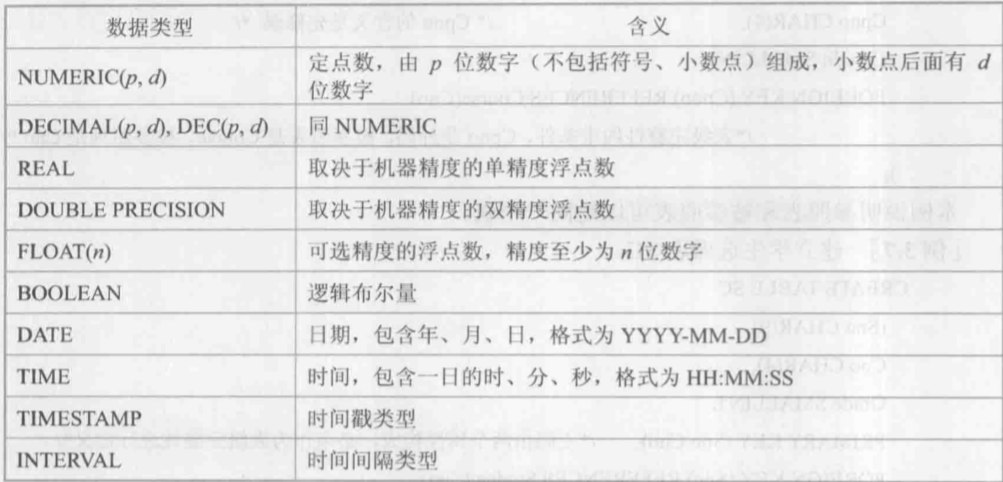 数据类型 含义
NUMERIC(p, d) 定点数，由 p 位数字（不包括符号、小数点）组成，小数点后面有 d
位数字
DECIMAL(p, d), DEC(p, d) 同 NUMERIC
REAL 取决于机器精度的单精度浮点数
DOUBLE PRECISION 取决于机器精度的双精度浮点数
FLOAT(n) 可选精度的浮点数，精度至少为 n 位数字
BOOLEAN 逻辑布尔量
DATE 日期，包含年、月、日，格式为 YYYY-MM-DD
TIME 时间，包含一日的时、分、秒，格式为 HH:MM:SS
TIMESTAMP 时间戳类型
INTERVAL 时间间隔类型